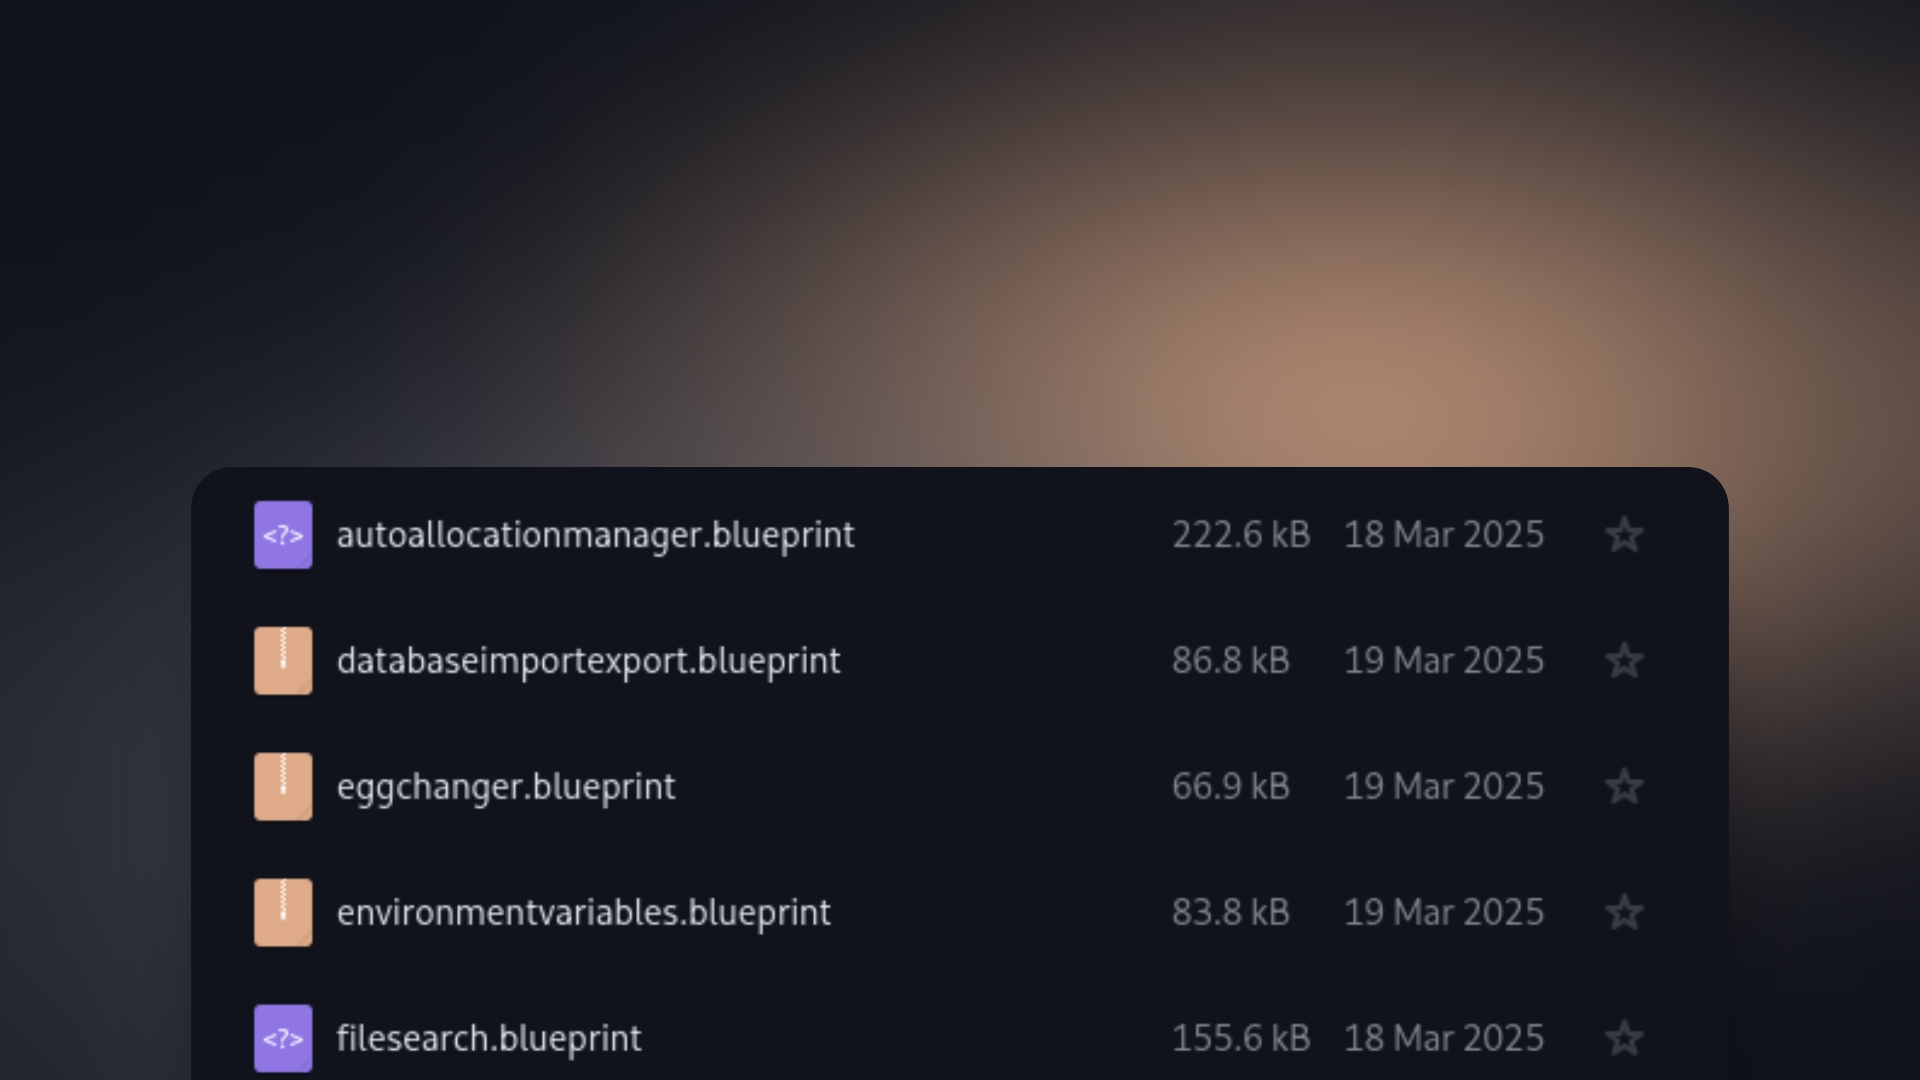 <?> autoallocationmanager.blueprint 222.6 kB 18 Mar 2025
databaseimportexport.blueprint 86.8 kB 19 Mar 2025
eggchanger.blueprint 66.9 kB 19 Mar 2025
environmentvariables.blueprint 83.8 kB 19 Mar 2025
<?> filesearch.blueprint 155.6 kB 18 Mar 2025